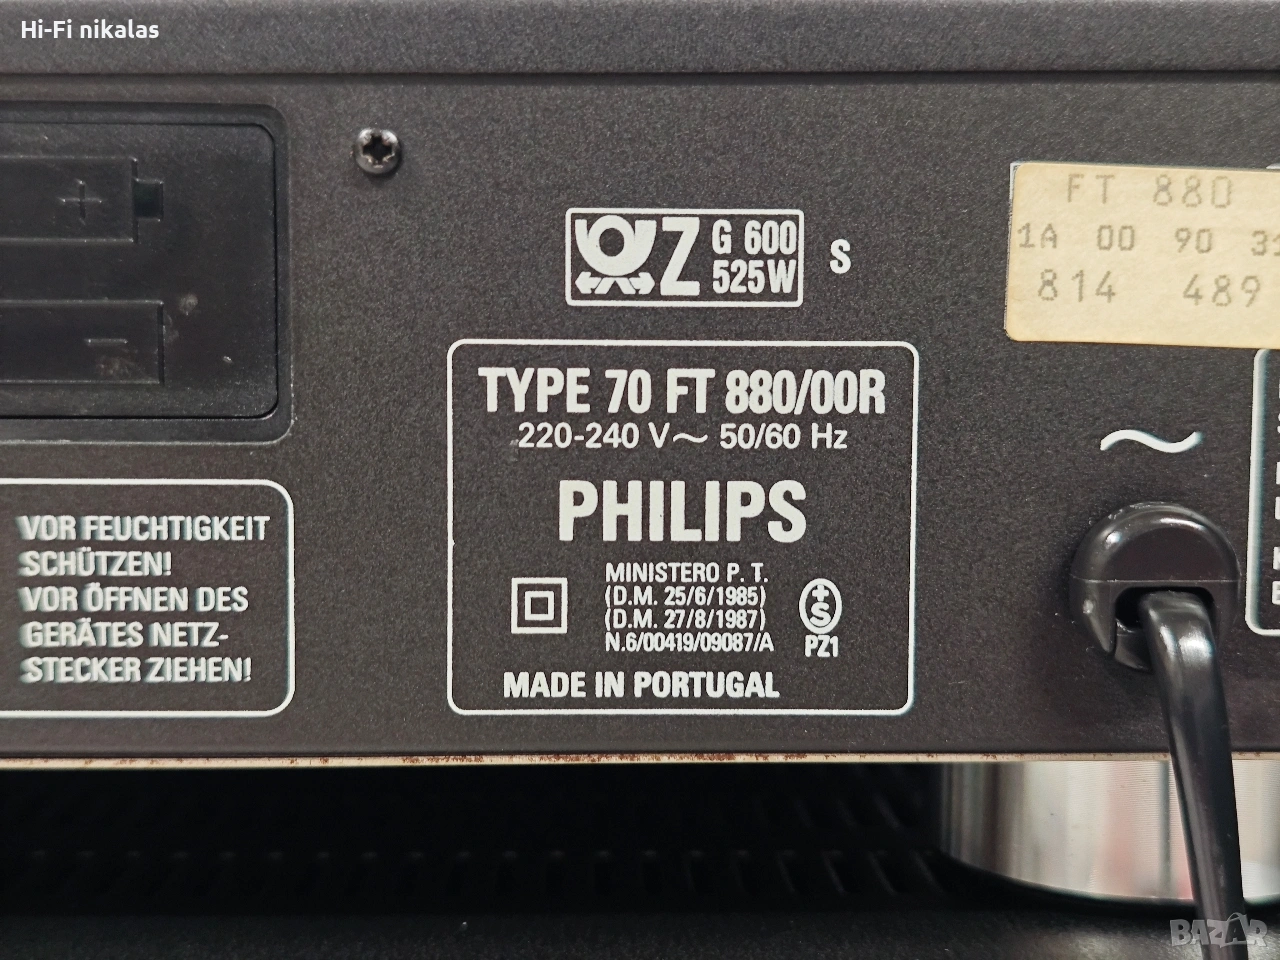 Hi-Fi nikalas
Z G 600
525W
S
FT 880
1A 00 90
814 489
TYPE 70 FT 880/00R
220-240 V~ 50/60 Hz
PHILIPS
MINISTERO P. T.
(D.M. 25/6/1985)
(D.M. 27/8/1987)
N.6/00419/09087/A
+S
PZ1
MADE IN PORTUGAL
+
-
VOR FEUCHTIGKEIT
SCHÜTZEN!
VOR ÖFFNEN DES
GERÄTES NETZ-
STECKER ZIEHEN!
~
BAZAR